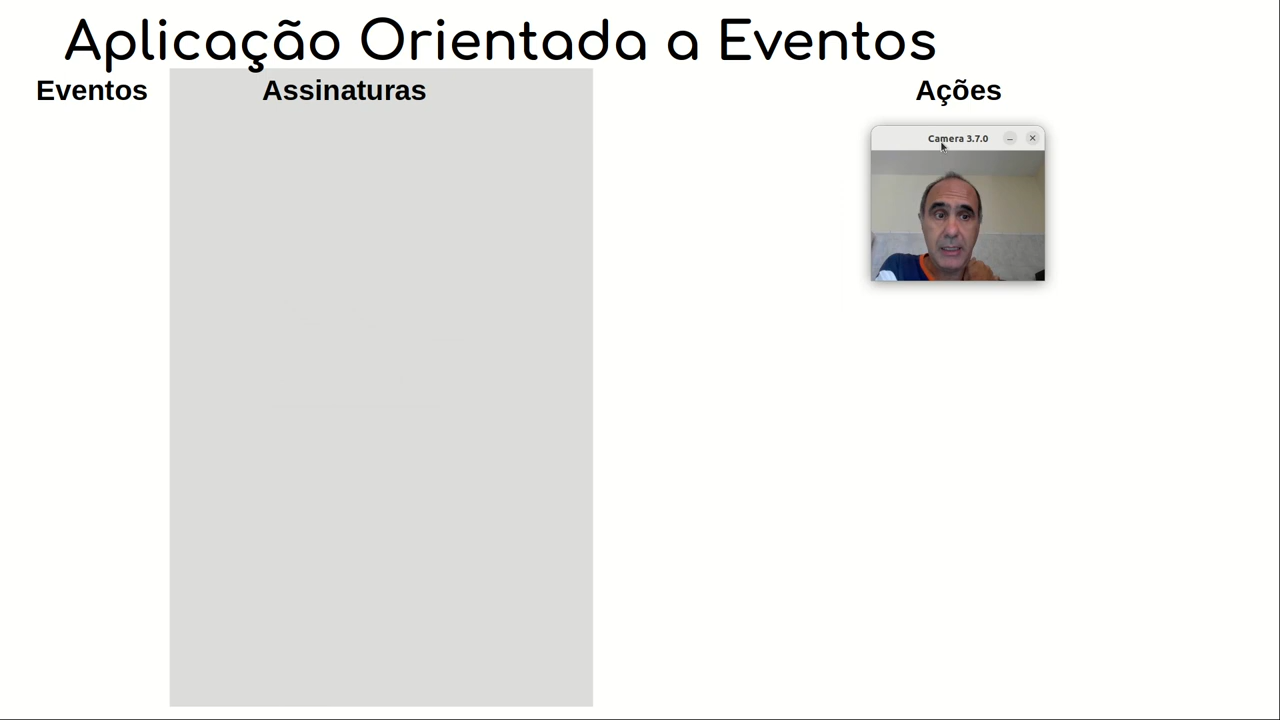 Aplicação Orientada a Eventos
Eventos
Assinaturas
Ações
Camera 3.7.0